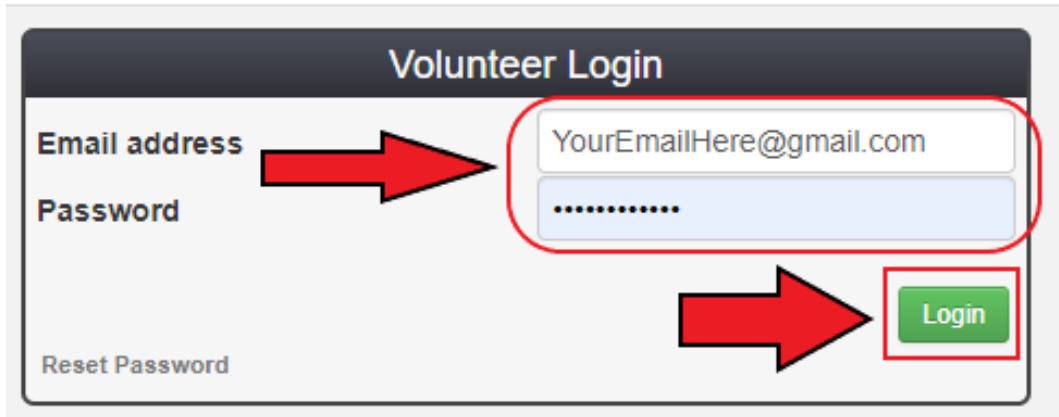 Volunteer Login
Email address
YourEmailHere@gmail.com
Password
••••••••••••
Login
Reset Password